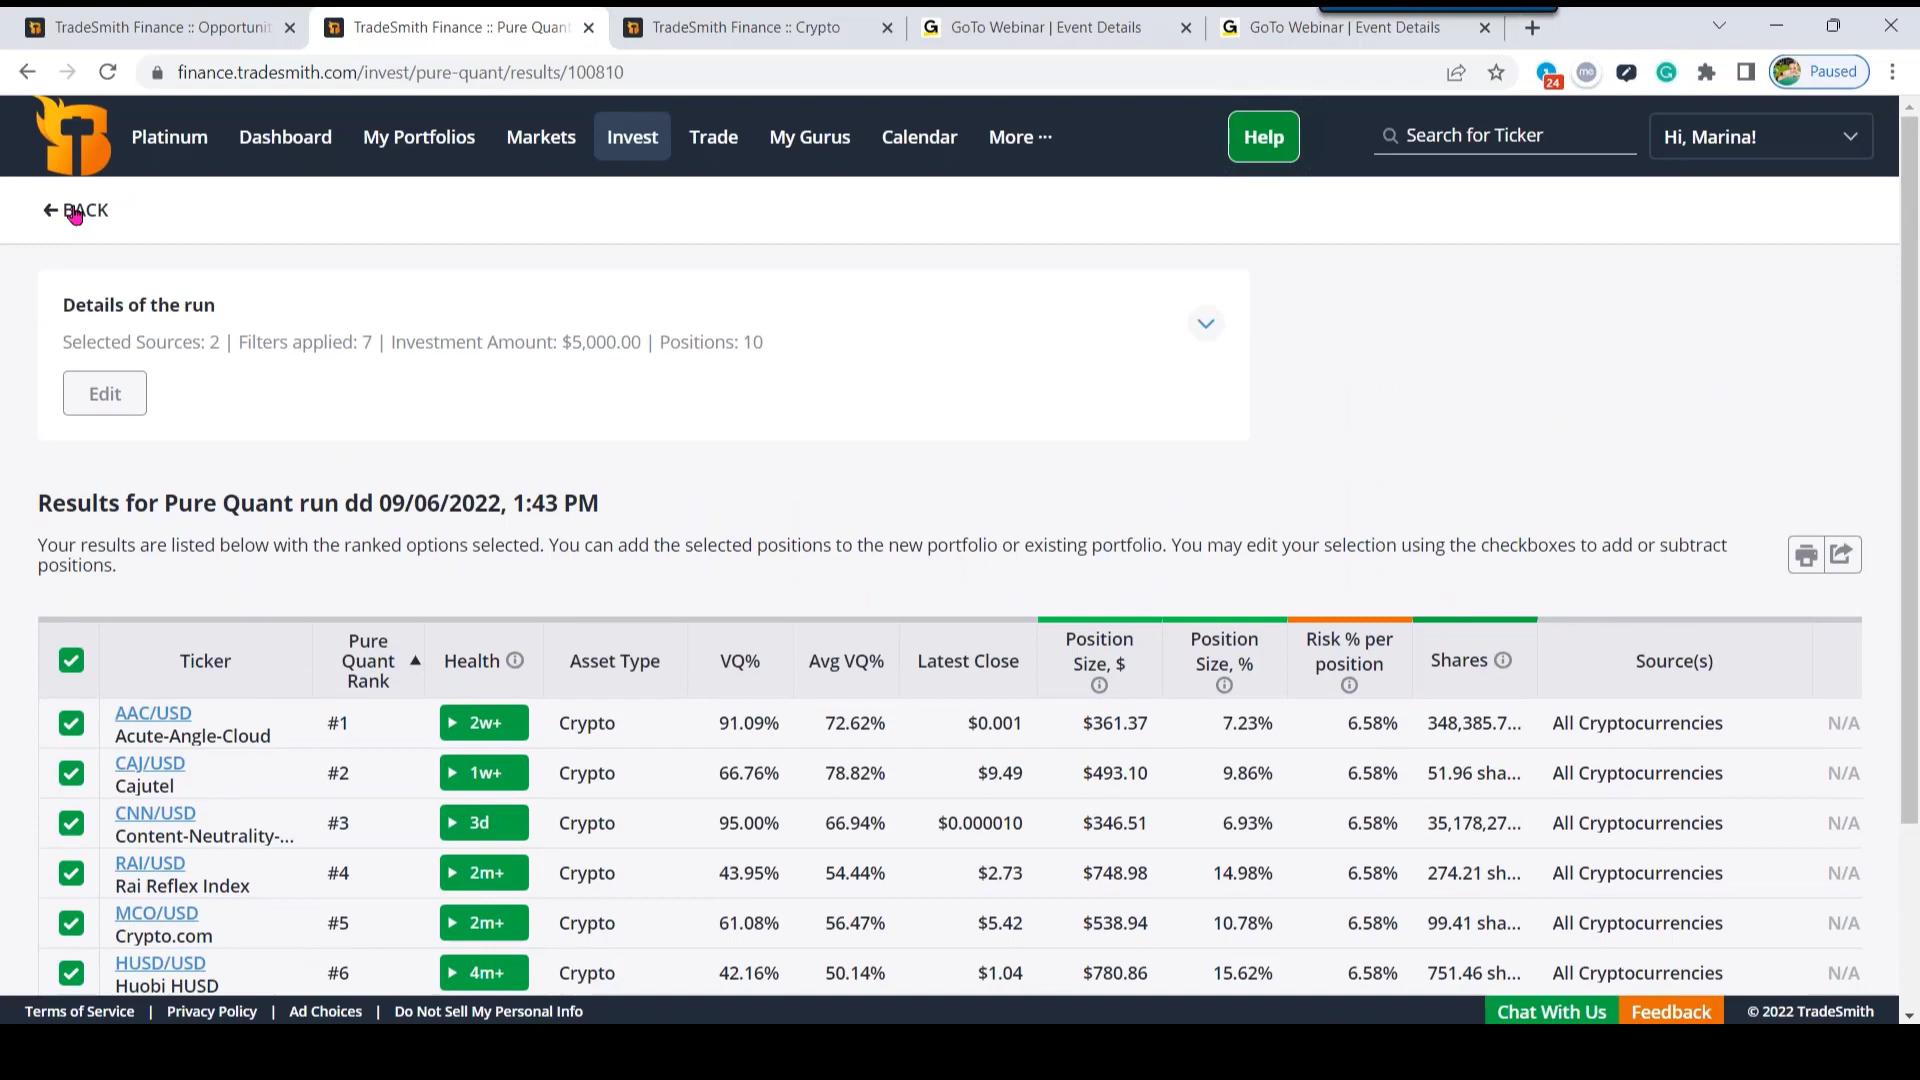 TradeSmith Finance :: Opportunit
TradeSmith Finance :: Pure Quant
TradeSmith Finance :: Crypto
G GoTo Webinar | Event Details
G GoTo Webinar | Event Details
finance.tradesmith.com/invest/pure-quant/results/100810
24
me
Paused
Platinum Dashboard My Portfolios Markets Invest Trade My Gurus Calendar More ···
Help
Search for Ticker
Hi, Marina!
BACK
Details of the run
Selected Sources: 2 | Filters applied: 7 | Investment Amount: $5,000.00 | Positions: 10
Edit
Results for Pure Quant run dd 09/06/2022, 1:43 PM
Your results are listed below with the ranked options selected. You can add the selected positions to the new portfolio or existing portfolio. You may edit your selection using the checkboxes to add or subtract
positions.
Ticker Pure Quant Rank Health Asset Type VQ% Avg VQ% Latest Close Position Size, $ Position Size, % Risk % per position Shares Source(s)
AAC/USD
Acute-Angle-Cloud #1 2w+ Crypto 91.09% 72.62% $0.001 $361.37 7.23% 6.58% 348,385.7... All Cryptocurrencies N/A
CAJ/USD
Cajutel #2 1w+ Crypto 66.76% 78.82% $9.49 $493.10 9.86% 6.58% 51.96 sha... All Cryptocurrencies N/A
CNN/USD
Content-Neutrality-... #3 3d Crypto 95.00% 66.94% $0.000010 $346.51 6.93% 6.58% 35,178,27... All Cryptocurrencies N/A
RAI/USD
Rai Reflex Index #4 2m+ Crypto 43.95% 54.44% $2.73 $748.98 14.98% 6.58% 274.21 sh... All Cryptocurrencies N/A
MCO/USD
Crypto.com #5 2m+ Crypto 61.08% 56.47% $5.42 $538.94 10.78% 6.58% 99.41 sha... All Cryptocurrencies N/A
HUSD/USD
Huobi HUSD #6 4m+ Crypto 42.16% 50.14% $1.04 $780.86 15.62% 6.58% 751.46 sh... All Cryptocurrencies N/A
Terms of Service | Privacy Policy | Ad Choices | Do Not Sell My Personal Info
Chat With Us
Feedback
© 2022 TradeSmith